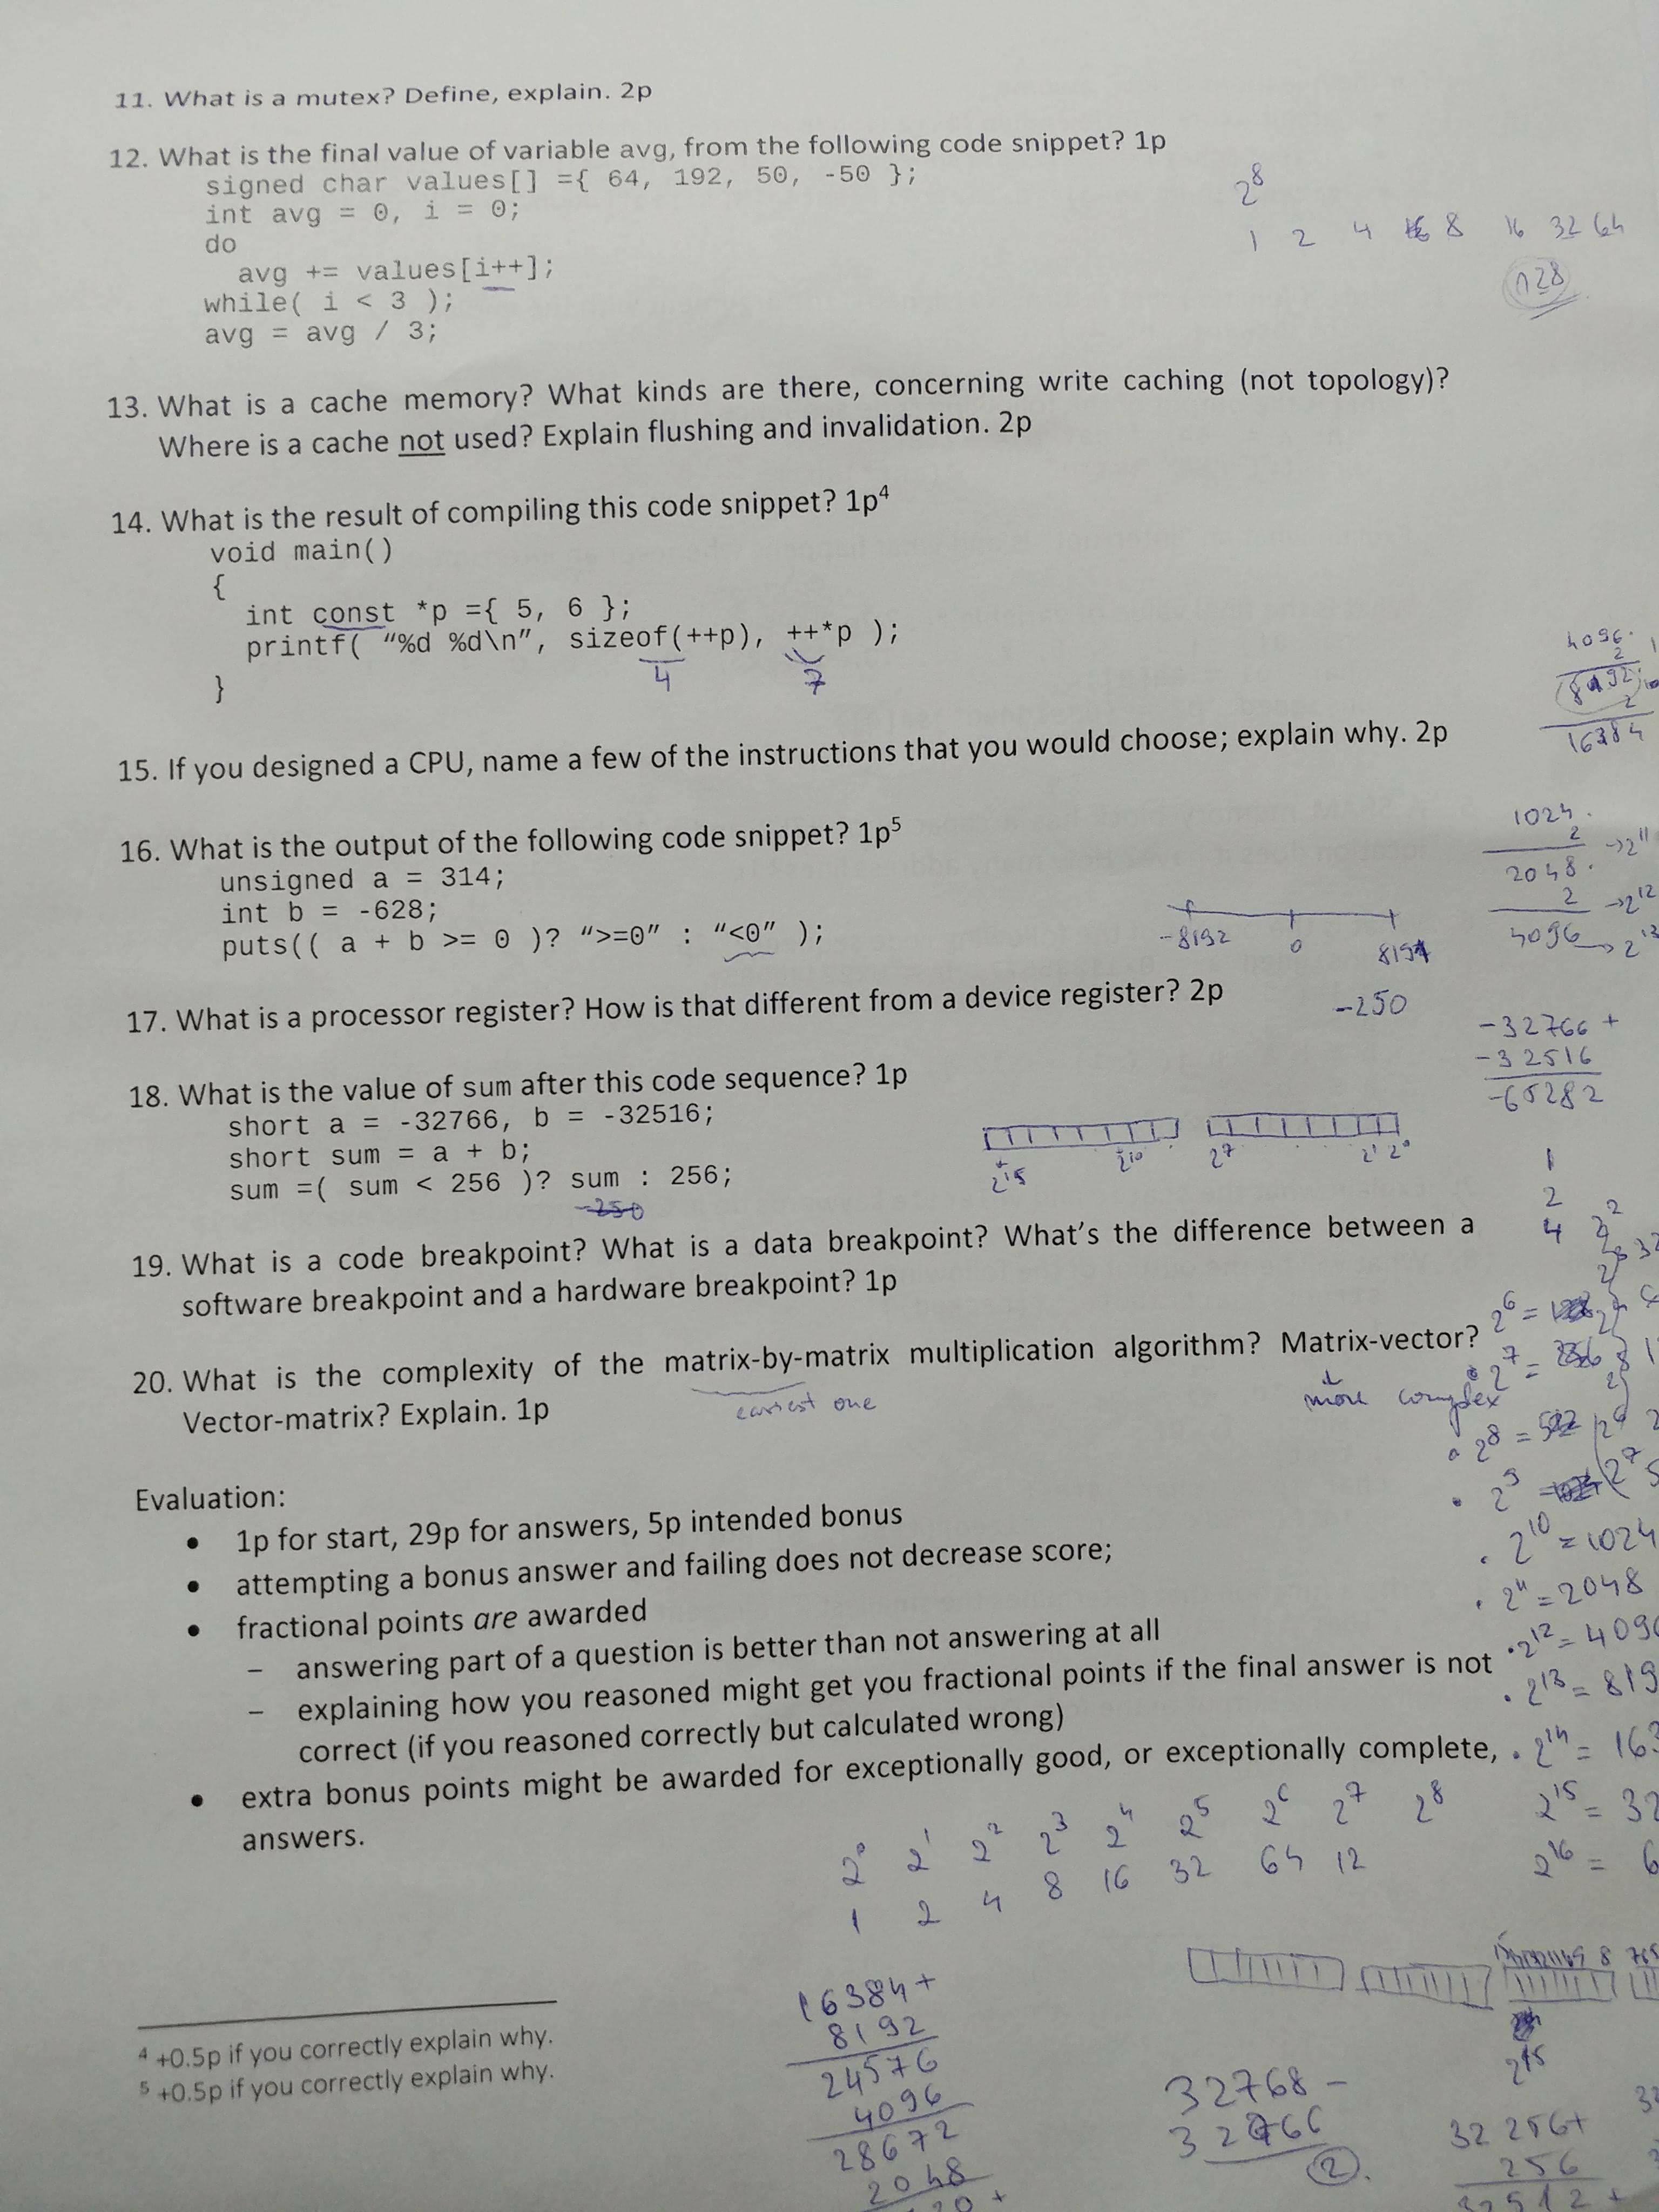 11. What is a mutex? Define, explain. 2p
12. What is the final value of variable avg, from the following code snippet? 1p
signed char values[] ={ 64, 192, 50, -50 };
int avg = 0, i = 0;
do
avg += values[i++];
while( i < 3 );
avg = avg / 3;
2^8
1 2 4 8 16 32 64
128
13. What is a cache memory? What kinds are there, concerning write caching (not topology)?
Where is a cache not used? Explain flushing and invalidation. 2p
14. What is the result of compiling this code snippet? 1p⁴
void main()
{
int const *p ={ 5, 6 };
printf( “%d %d\n”, sizeof(++p), ++*p );
4 7
}
4096.
2
8192
2
16384
15. If you designed a CPU, name a few of the instructions that you would choose; explain why. 2p
16. What is the output of the following code snippet? 1p⁵
unsigned a = 314;
int b = -628;
puts(( a + b >= 0 )? “>=0” : “<0” );
1024.
2 →2^11
2048.
2 →2^12
4096 →2^13
-8192 0 8191
17. What is a processor register? How is that different from a device register? 2p
-250
-32766 +
-32516
-65282
18. What is the value of sum after this code sequence? 1p
short a = -32766, b = -32516;
short sum = a + b;
sum =( sum < 256 )? sum : 256;
-250
2^15 2^10 2^7 2^1 2^0
1
2
4 2^2
19. What is a code breakpoint? What is a data breakpoint? What’s the difference between a
software breakpoint and a hardware breakpoint? 1p
2^6 =
20. What is the complexity of the matrix-by-matrix multiplication algorithm? Matrix-vector?
2^7 =
Vector-matrix? Explain. 1p
easiest one
more complex
2^8 =
2^9
2^10 = 1024
2^11 = 2048
2^12 = 409
2^13 = 819
2^14 = 163
2^15 = 32
2^16 = 6
Evaluation:
• 1p for start, 29p for answers, 5p intended bonus
• attempting a bonus answer and failing does not decrease score;
• fractional points are awarded
– answering part of a question is better than not answering at all
– explaining how you reasoned might get you fractional points if the final answer is not
correct (if you reasoned correctly but calculated wrong)
• extra bonus points might be awarded for exceptionally good, or exceptionally complete,
answers.
2^0 2^1 2^2 2^3 2^4 2^5 2^6 2^7 2^8
1 2 4 8 16 32 64 12
16384+
8192
24576
4096
28672
2048
2^15
32768 -
32766
2.
32256+
256
32512 +
⁴ +0.5p if you correctly explain why.
⁵ +0.5p if you correctly explain why.